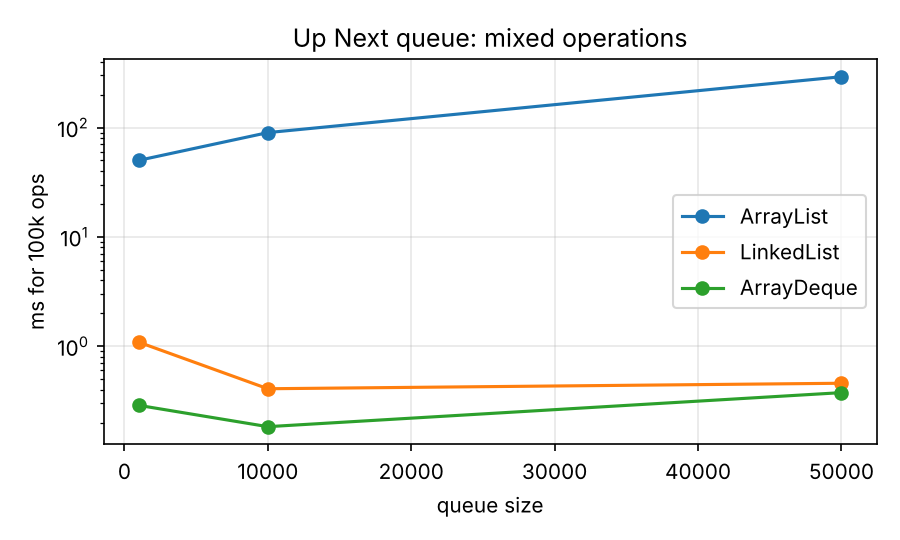 Up Next queue: mixed operations
ms for 100k ops
10²
10¹
10⁰
ArrayList
LinkedList
ArrayDeque
0 10000 20000 30000 40000 50000
queue size